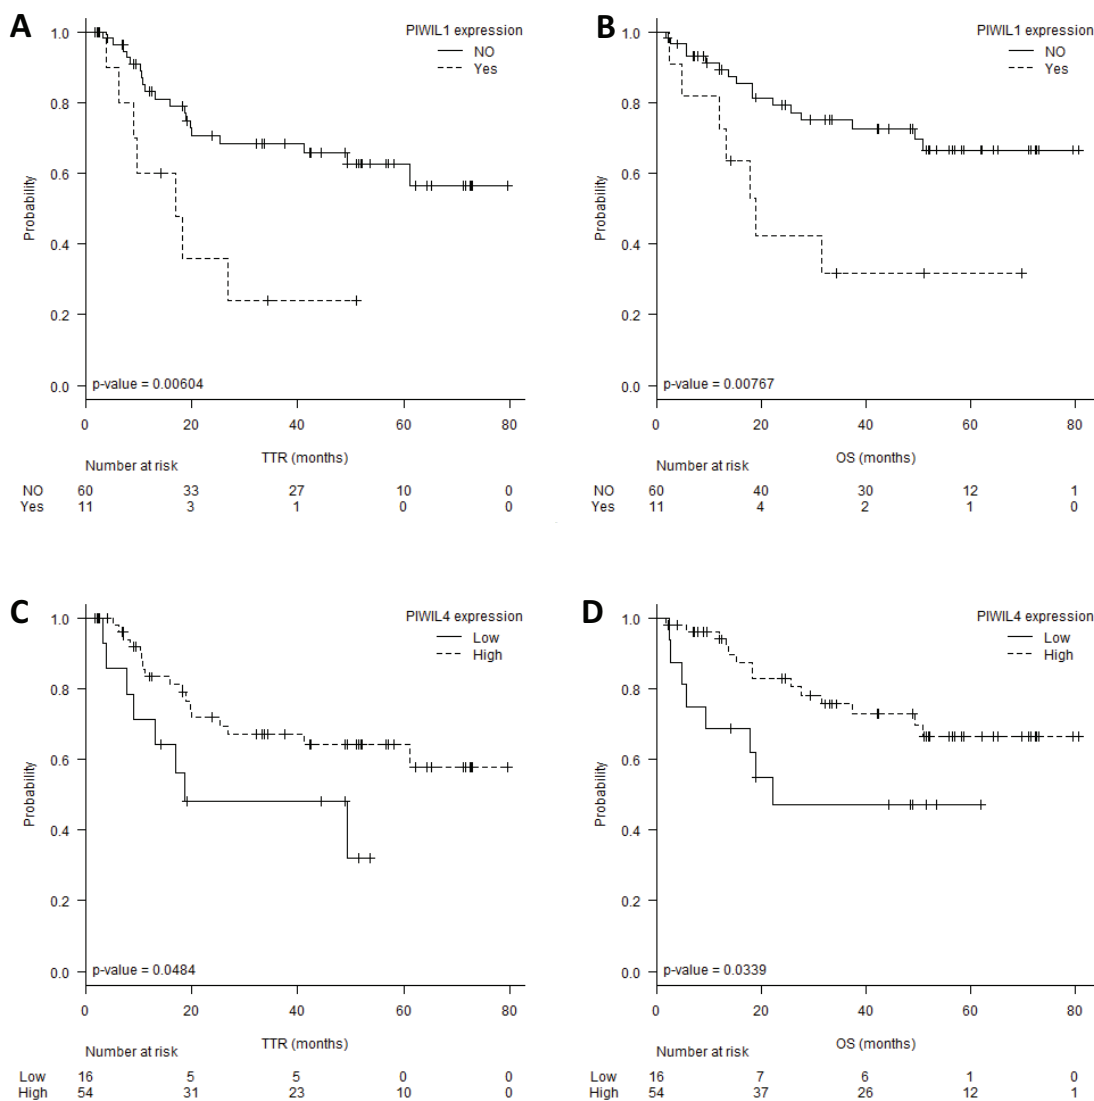 A
PIWIL1 expression
NO
Yes
1.0
0.8
0.6
0.4
0.2
0.0
Probability
p-value = 0.00604
0 20 40 60 80
TTR (months)
Number at risk
NO 60 33 27 10 0
Yes 11 3 1 0 0
B
PIWIL1 expression
NO
Yes
1.0
0.8
0.6
0.4
0.2
0.0
Probability
p-value = 0.00767
0 20 40 60 80
OS (months)
Number at risk
NO 60 40 30 12 1
Yes 11 4 2 1 0
C
PIWIL4 expression
Low
High
1.0
0.8
0.6
0.4
0.2
0.0
Probability
p-value = 0.0484
0 20 40 60 80
TTR (months)
Number at risk
Low 16 5 5 0 0
High 54 31 23 10 0
D
PIWIL4 expression
Low
High
1.0
0.8
0.6
0.4
0.2
0.0
Probability
p-value = 0.0339
0 20 40 60 80
OS (months)
Number at risk
Low 16 7 6 1 0
High 54 37 26 12 1